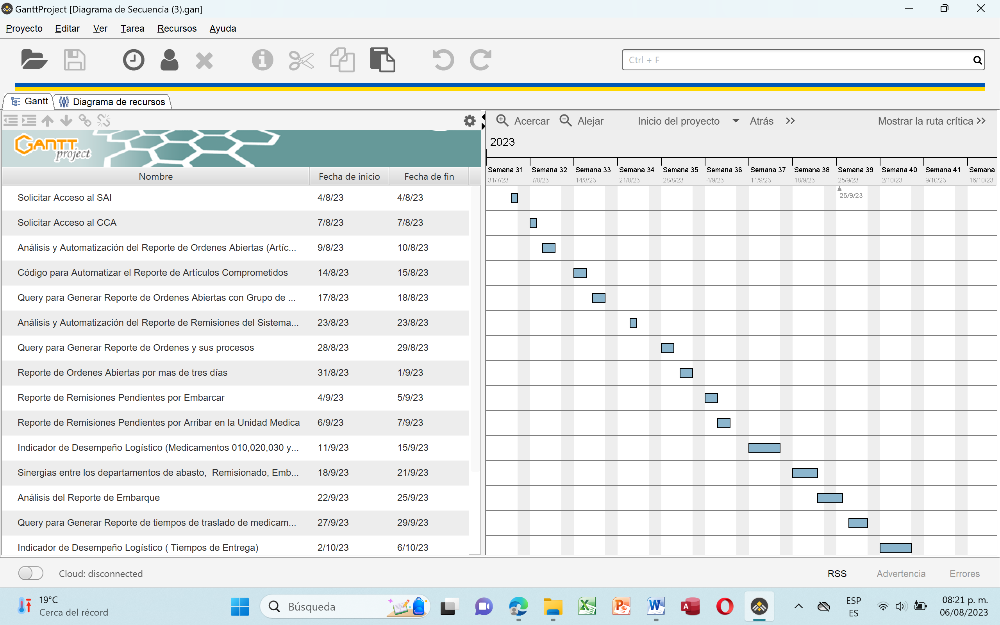 GanttProject [Diagrama de Secuencia (3).gan]
Proyecto Editar Ver Tarea Recursos Ayuda
Ctrl + F
Gantt Diagrama de recursos
Acercar Alejar Inicio del proyecto Atrás >> Mostrar la ruta crítica >>
GANTT project
2023
Nombre Fecha de inicio Fecha de fin
Semana 31 Semana 32 Semana 33 Semana 34 Semana 35 Semana 36 Semana 37 Semana 38 Semana 39 Semana 40 Semana 41 Semana
31/7/23 7/8/23 14/8/23 21/8/23 28/8/23 4/9/23 11/9/23 18/9/23 25/9/23 2/10/23 9/10/23 16/10/23
25/9/23
Solicitar Acceso al SAI 4/8/23 4/8/23
Solicitar Acceso al CCA 7/8/23 7/8/23
Análisis y Automatización del Reporte de Ordenes Abiertas (Artíc... 9/8/23 10/8/23
Código para Automatizar el Reporte de Artículos Comprometidos 14/8/23 15/8/23
Query para Generar Reporte de Ordenes Abiertas con Grupo de ... 17/8/23 18/8/23
Análisis y Automatización del Reporte de Remisiones del Sistema... 23/8/23 23/8/23
Query para Generar Reporte de Ordenes y sus procesos 28/8/23 29/8/23
Reporte de Ordenes Abiertas por mas de tres días 31/8/23 1/9/23
Reporte de Remisiones Pendientes por Embarcar 4/9/23 5/9/23
Reporte de Remisiones Pendientes por Arribar en la Unidad Medica 6/9/23 7/9/23
Indicador de Desempeño Logístico (Medicamentos 010,020,030 y... 11/9/23 15/9/23
Sinergias entre los departamentos de abasto,  Remisionado, Emb... 18/9/23 21/9/23
Análisis del Reporte de Embarque 22/9/23 25/9/23
Query para Generar Reporte de tiempos de traslado de medicam... 27/9/23 29/9/23
Indicador de Desempeño Logístico ( Tiempos de Entrega) 2/10/23 6/10/23
Cloud: disconnected RSS Advertencia Errores
19°C
Cerca del récord
Búsqueda
ESP
ES
08:21 p. m.
06/08/2023